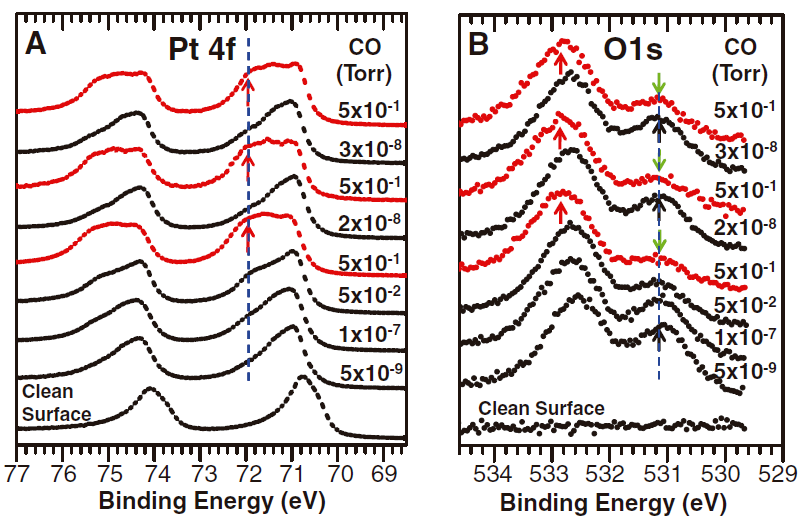 A
Pt 4f
CO
(Torr)
5x10-1
3x10-8
5x10-1
2x10-8
5x10-1
5x10-2
1x10-7
5x10-9
Clean
Surface
77 76 75 74 73 72 71 70 69
Binding Energy (eV)
B
O1s
CO
(Torr)
5x10-1
3x10-8
5x10-1
2x10-8
5x10-1
5x10-2
1x10-7
5x10-9
Clean Surface
534 533 532 531 530 529
Binding Energy (eV)